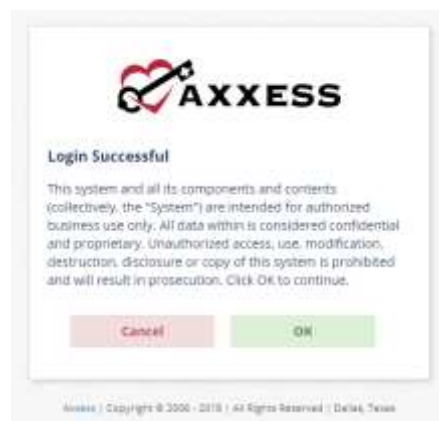 AXXESS
Login Successful
This system and all its components and contents
(collectively, the "System") are intended for authorized
business use only. All data within is considered confidential
and proprietary. Unauthorized access, use, modification,
destruction, disclosure or copy of this system is prohibited
and will result in prosecution. Click OK to continue.
Cancel
OK
Axxess | Copyright © 2006 - 2019 | All Rights Reserved | Dallas, Texas